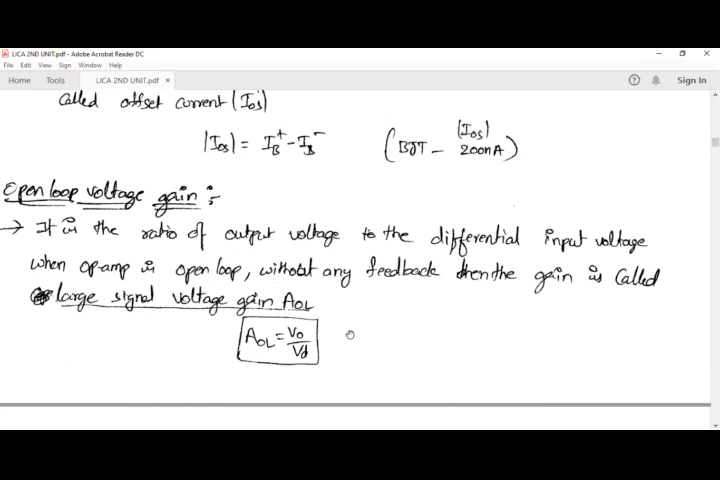 LICA 2ND UNIT.pdf - Adobe Acrobat Reader DC
File Edit View Sign Window Help
Home Tools LICA 2ND UNIT.pdf × Sign In
Called offset current (Ios)
|Ios| = IB+ - IB- (BJT - |Ios| 200nA)
Open loop voltage gain :-
→ It is the ratio of output voltage to the differential input voltage
when op-amp is open loop, without any feedback then the gain is called
large signal voltage gain AOL
AOL = Vo/Vd